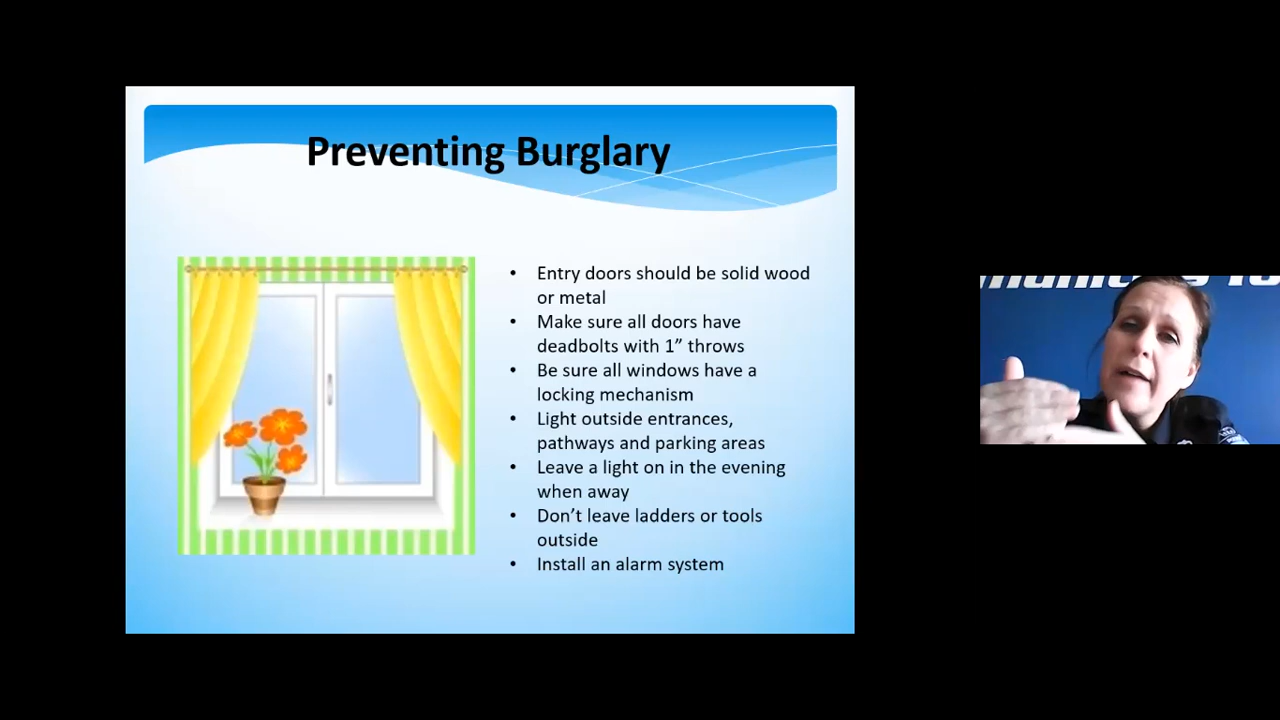 Preventing Burglary
• Entry doors should be solid wood
or metal
• Make sure all doors have
deadbolts with 1” throws
• Be sure all windows have a
locking mechanism
• Light outside entrances,
pathways and parking areas
• Leave a light on in the evening
when away
• Don’t leave ladders or tools
outside
• Install an alarm system